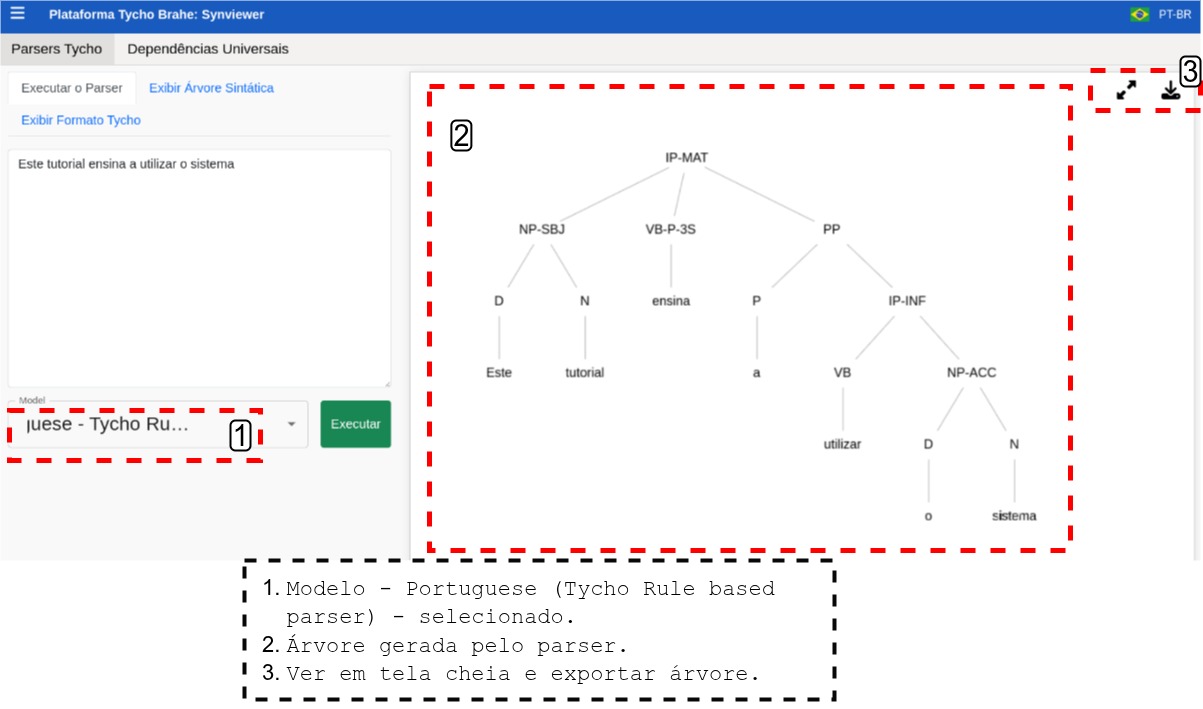 Plataforma Tycho Brahe: Synviewer
PT-BR
Parsers Tycho
Dependências Universais
Executar o Parser
Exibir Árvore Sintática
Exibir Formato Tycho
Este tutorial ensina a utilizar o sistema
Model
guese - Tycho Ru...
1
Executar
2
3
IP-MAT
NP-SBJ VB-P-3S PP
D N ensina P IP-INF
Este tutorial a VB NP-ACC
utilizar D N
o sistema
1. Modelo - Portuguese (Tycho Rule based
parser) - selecionado.
2. Árvore gerada pelo parser.
3. Ver em tela cheia e exportar árvore.